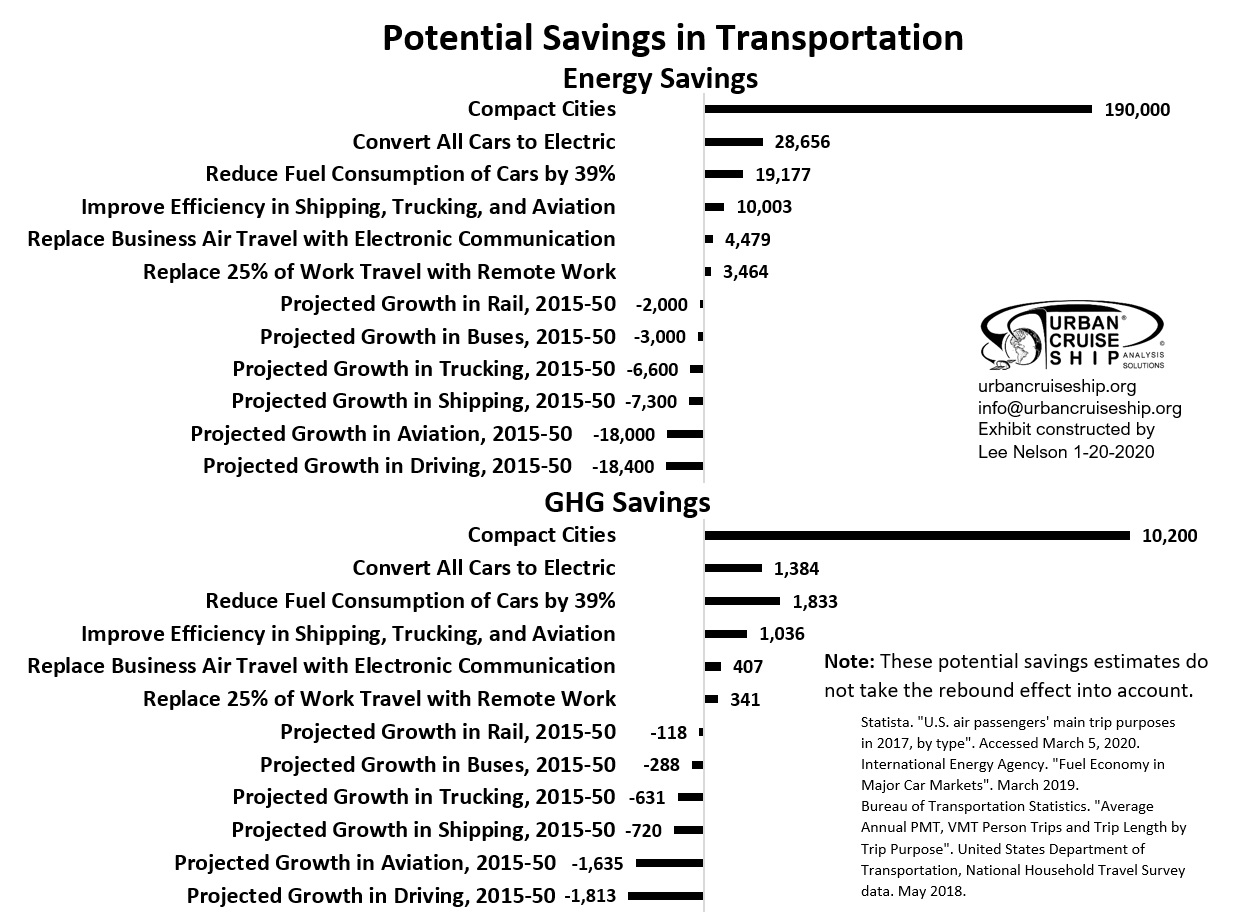 Potential Savings in Transportation
Energy Savings
Compact Cities 190,000
Convert All Cars to Electric 28,656
Reduce Fuel Consumption of Cars by 39% 19,177
Improve Efficiency in Shipping, Trucking, and Aviation 10,003
Replace Business Air Travel with Electronic Communication 4,479
Replace 25% of Work Travel with Remote Work 3,464
Projected Growth in Rail, 2015-50 -2,000
Projected Growth in Buses, 2015-50 -3,000
Projected Growth in Trucking, 2015-50 -6,600
Projected Growth in Shipping, 2015-50 -7,300
Projected Growth in Aviation, 2015-50 -18,000
Projected Growth in Driving, 2015-50 -18,400
URBAN®
CRUISE
SHIP ANALYSIS
SOLUTIONS
©
urbancruiseship.org
info@urbancruiseship.org
Exhibit constructed by
Lee Nelson 1-20-2020
GHG Savings
Compact Cities 10,200
Convert All Cars to Electric 1,384
Reduce Fuel Consumption of Cars by 39% 1,833
Improve Efficiency in Shipping, Trucking, and Aviation 1,036
Replace Business Air Travel with Electronic Communication 407
Replace 25% of Work Travel with Remote Work 341
Projected Growth in Rail, 2015-50 -118
Projected Growth in Buses, 2015-50 -288
Projected Growth in Trucking, 2015-50 -631
Projected Growth in Shipping, 2015-50 -720
Projected Growth in Aviation, 2015-50 -1,635
Projected Growth in Driving, 2015-50 -1,813
Note: These potential savings estimates do
not take the rebound effect into account.
Statista. "U.S. air passengers' main trip purposes
in 2017, by type". Accessed March 5, 2020.
International Energy Agency. "Fuel Economy in
Major Car Markets". March 2019.
Bureau of Transportation Statistics. "Average
Annual PMT, VMT Person Trips and Trip Length by
Trip Purpose". United States Department of
Transportation, National Household Travel Survey
data. May 2018.